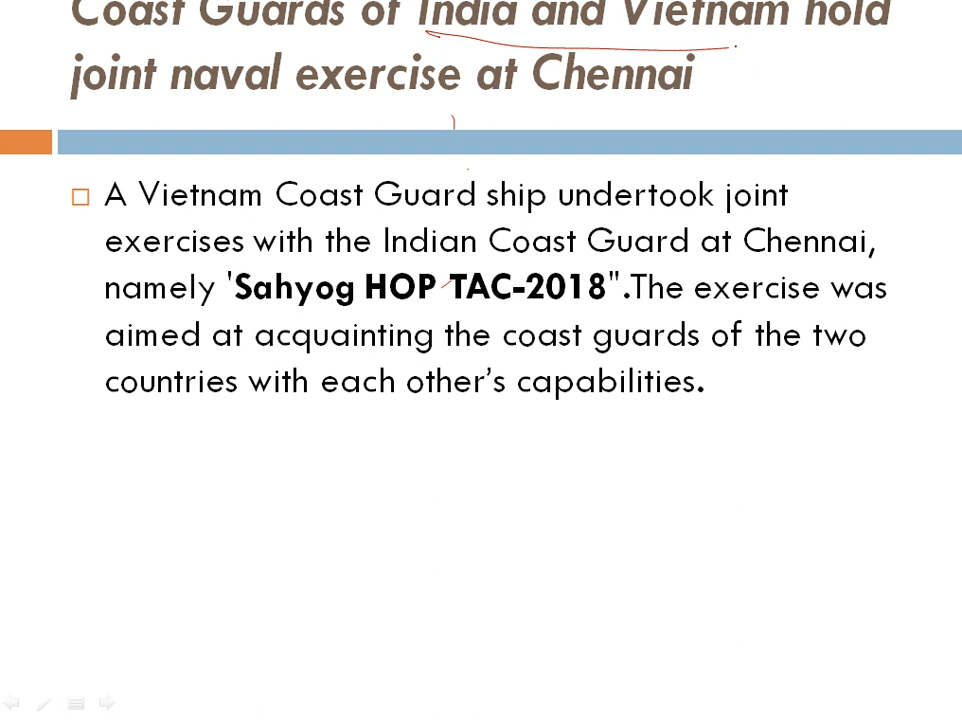 Coast Guards of India and Vietnam hold
joint naval exercise at Chennai
A Vietnam Coast Guard ship undertook joint
exercises with the Indian Coast Guard at Chennai,
namely 'Sahyog HOP TAC-2018".The exercise was
aimed at acquainting the coast guards of the two
countries with each other’s capabilities.